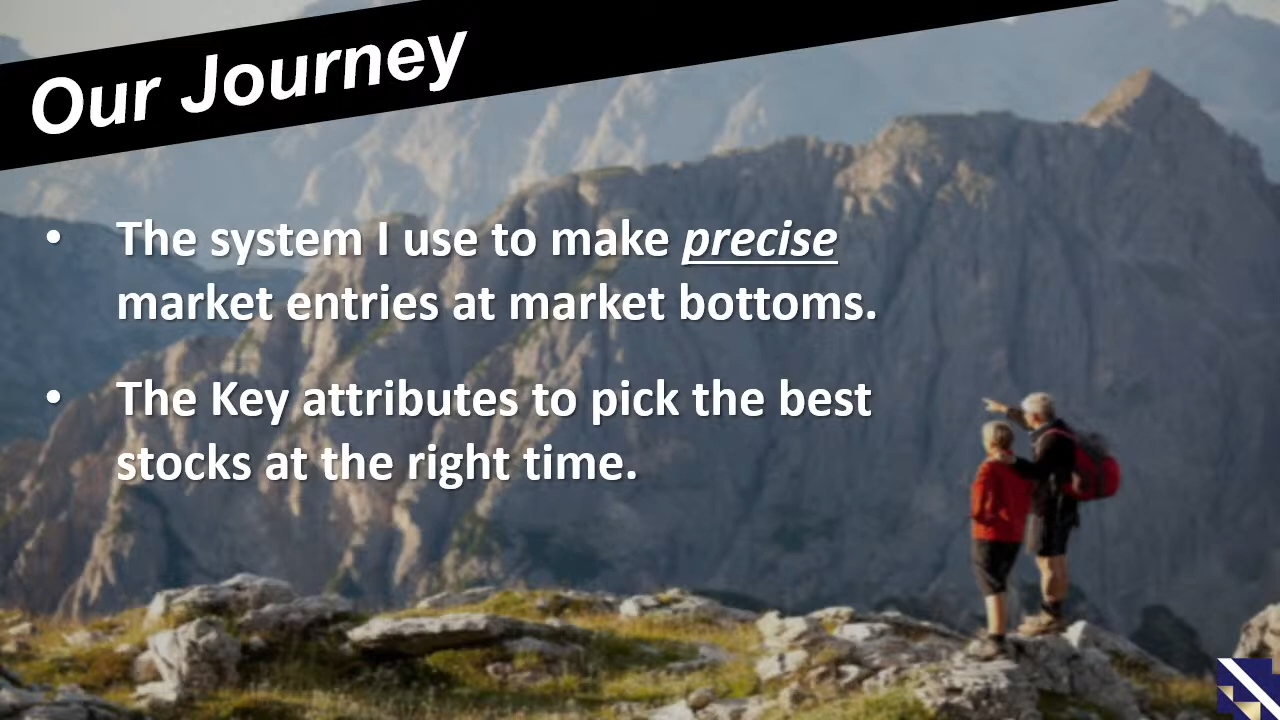 Our Journey
• The system I use to make precise
market entries at market bottoms.
• The Key attributes to pick the best
stocks at the right time.